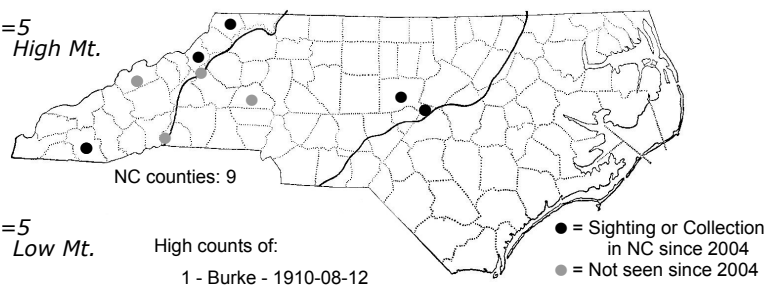 =5
High Mt.
NC counties: 9
=5
Low Mt.
High counts of:
1 - Burke - 1910-08-12
● = Sighting or Collection
in NC since 2004
● = Not seen since 2004